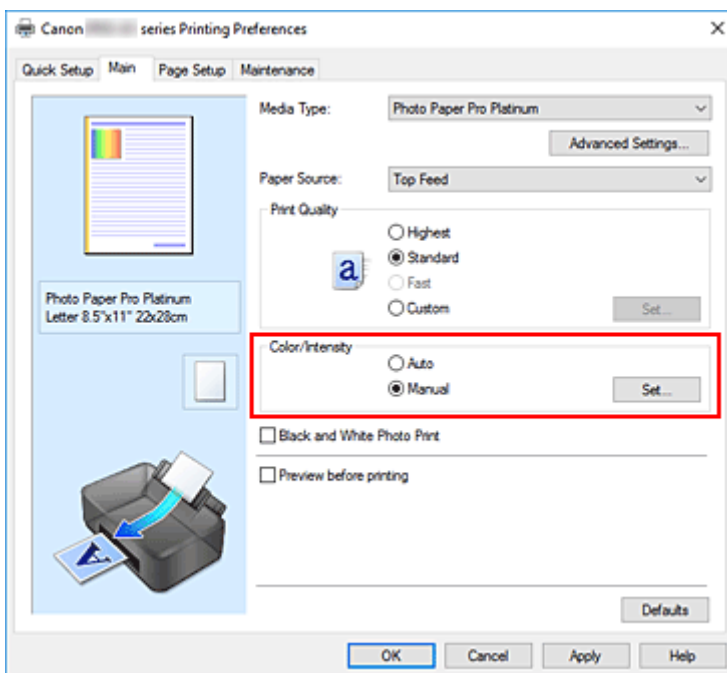 Canon series Printing Preferences
Quick Setup Main Page Setup Maintenance
Media Type: Photo Paper Pro Platinum
Advanced Settings...
Paper Source: Top Feed
Print Quality
Highest
a
Standard
Fast
Custom Set...
Photo Paper Pro Platinum
Letter 8.5"x11" 22x28cm
Color/Intensity
Auto
Manual Set...
Black and White Photo Print
Preview before printing
A
Defaults
OK Cancel Apply Help